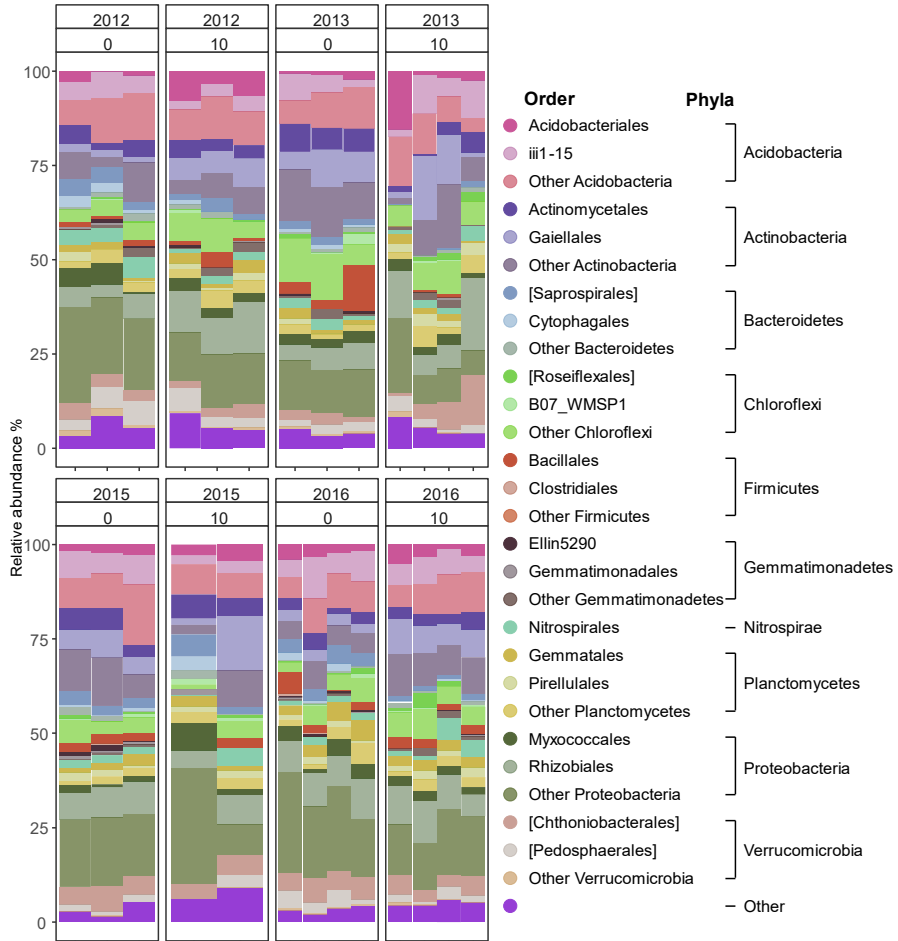 2012 2012 2013 2013
0 10 0 10
100
75
50
25
0
2015 2015 2016 2016
0 10 0 10
100
75
50
25
0
Relative abundance %
Order Phyla
Acidobacteriales
iii1-15
Other Acidobacteria
Acidobacteria
Actinomycetales
Gaiellales
Other Actinobacteria
Actinobacteria
[Saprospirales]
Cytophagales
Other Bacteroidetes
Bacteroidetes
[Roseiflexales]
B07_WMSP1
Other Chloroflexi
Chloroflexi
Bacillales
Clostridiales
Other Firmicutes
Firmicutes
Ellin5290
Gemmatimonadales
Other Gemmatimonadetes
Gemmatimonadetes
Nitrospirales
Nitrospirae
Gemmatales
Pirellulales
Other Planctomycetes
Planctomycetes
Myxococcales
Rhizobiales
Other Proteobacteria
Proteobacteria
[Chthoniobacterales]
[Pedosphaerales]
Other Verrucomicrobia
Verrucomicrobia
Other